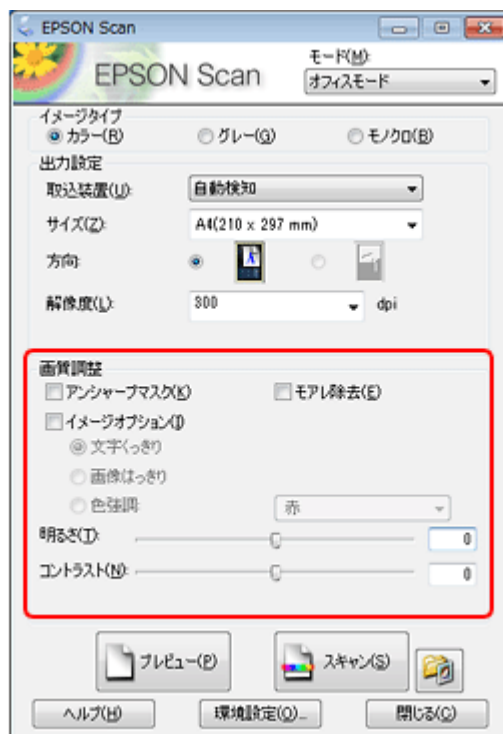 EPSON Scan
EPSON Scan
モード(M):
オフィスモード
イメージタイプ
カラー(R) グレー(G) モノクロ(B)
出力設定
取込装置(U): 自動検知
サイズ(Z): A4(210 x 297 mm)
方向:
解像度(L): 300 dpi
画質調整
アンシャープマスク(K) モアレ除去(E)
イメージオプション(I)
文字くっきり
画像はっきり
色強調: 赤
明るさ(T): 0
コントラスト(N): 0
プレビュー(P) スキャン(S)
ヘルプ(H) 環境設定(O)... 閉じる(C)